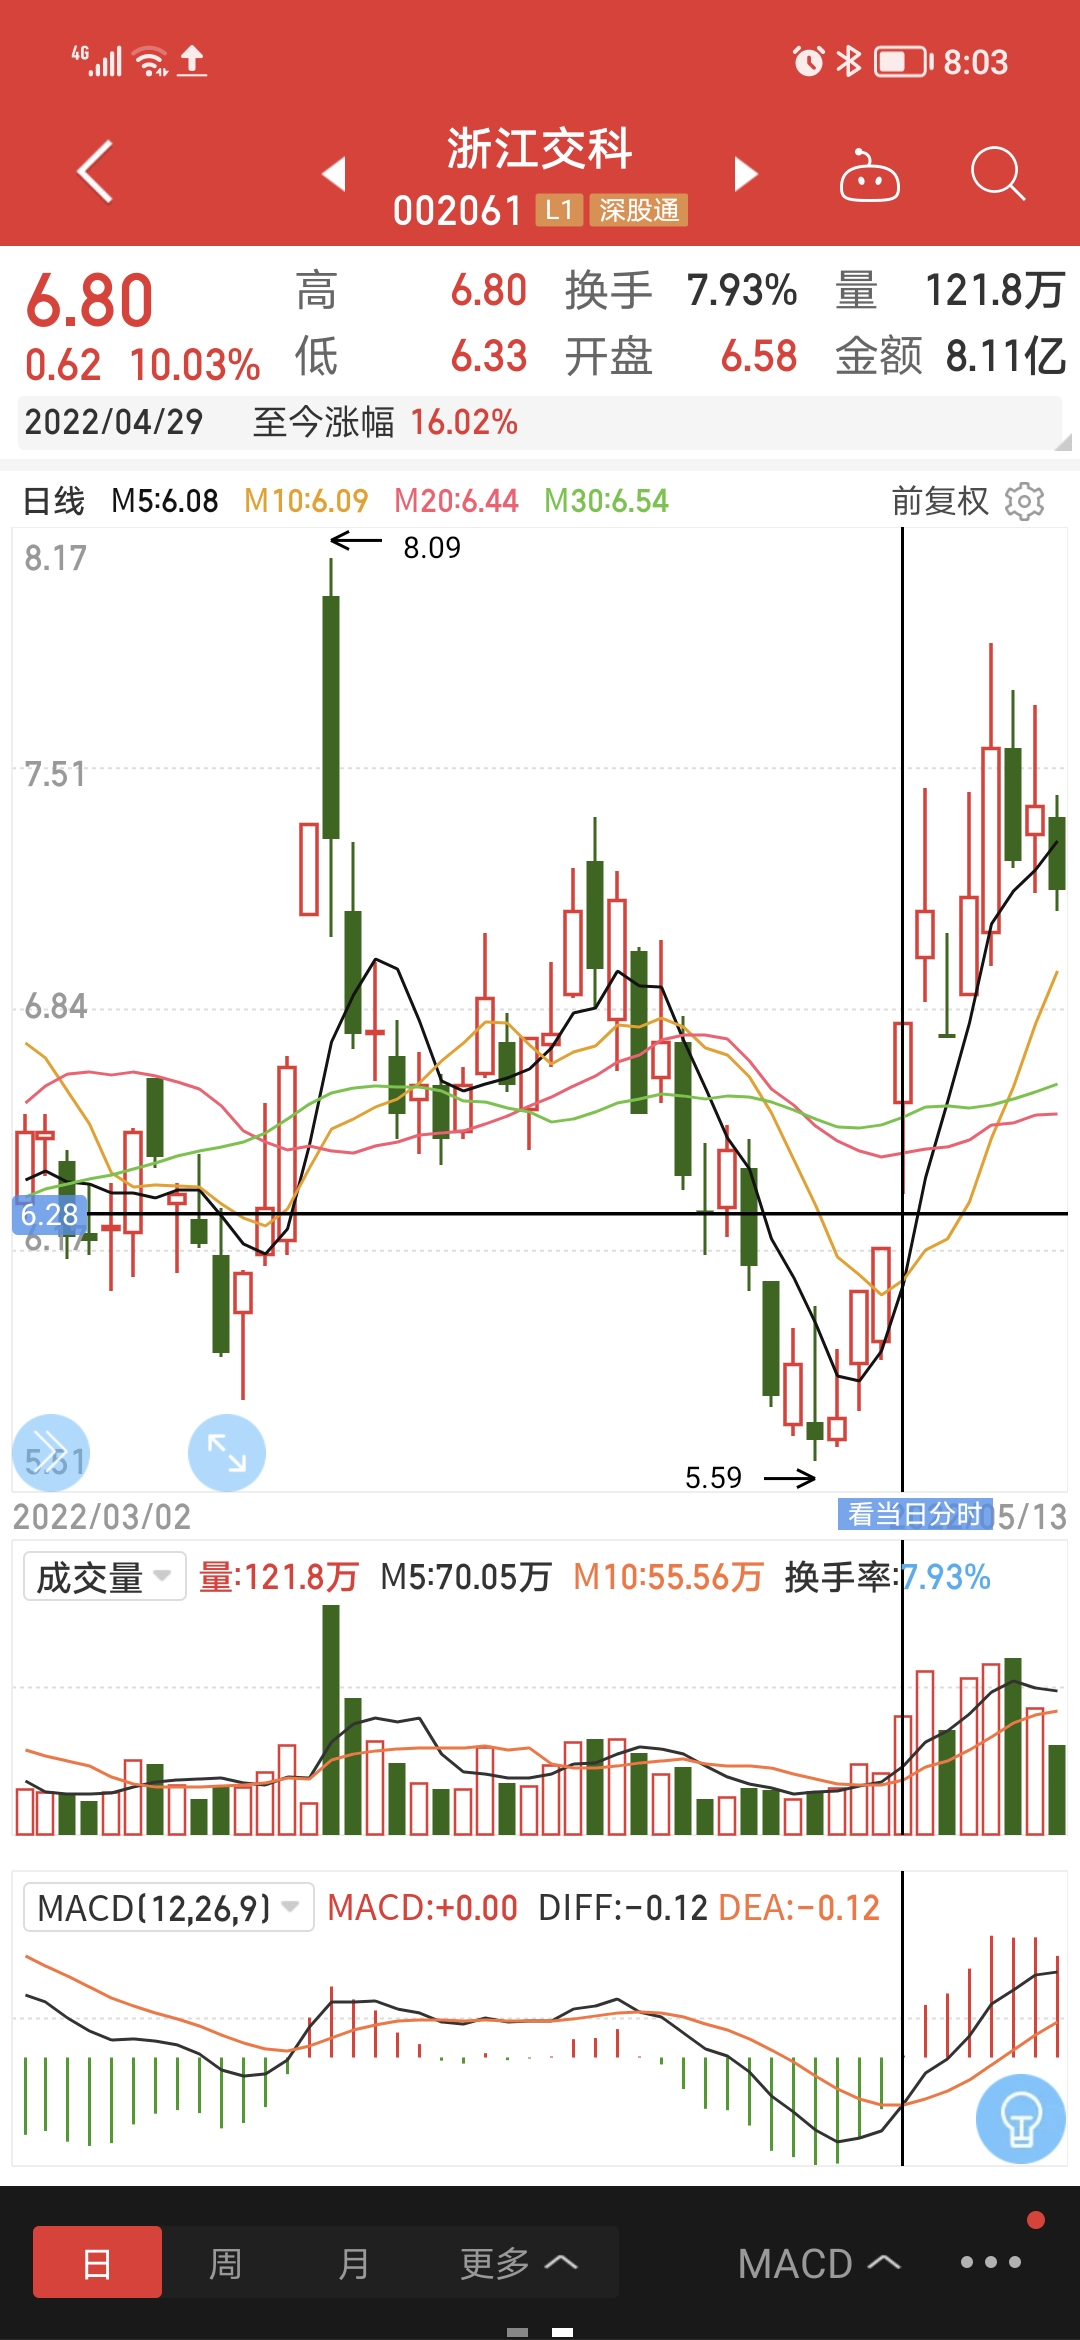 4G 8:03
浙江交科
002061 L1 深股通
6.80 高 6.80 换手 7.93% 量 121.8万
0.62 10.03% 低 6.33 开盘 6.58 金额 8.11亿
2022/04/29 至今涨幅 16.02%
日线 M5:6.08 M10:6.09 M20:6.44 M30:6.54 前复权
8.09
8.17
7.51
6.84
6.28
6.17
5.61
5.59
2022/03/02 看当日分时 05/13
成交量 量:121.8万 M5:70.05万 M10:55.56万 换手率:7.93%
MACD(12,26,9) MACD:+0.00 DIFF:-0.12 DEA:-0.12
日 周 月 更多 MACD